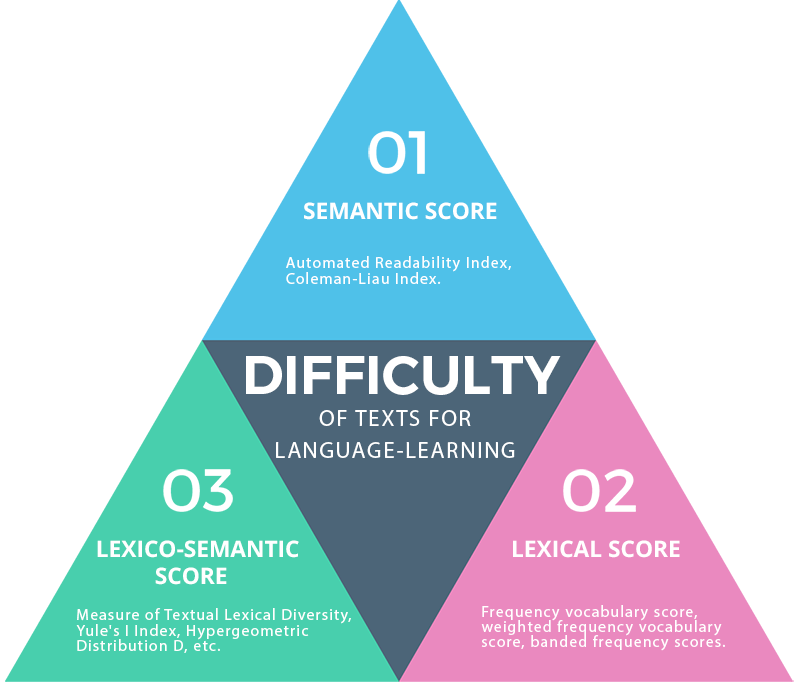 01
SEMANTIC SCORE
Automated Readability Index,
Coleman-Liau Index.
DIFFICULTY
OF TEXTS FOR
LANGUAGE-LEARNING
03
LEXICO-SEMANTIC
SCORE
Measure of Textual Lexical Diversity,
Yule's I Index, Hypergeometric
Distribution D, etc.
02
LEXICAL SCORE
Frequency vocabulary score,
weighted frequency vocabulary
score, banded frequency scores.